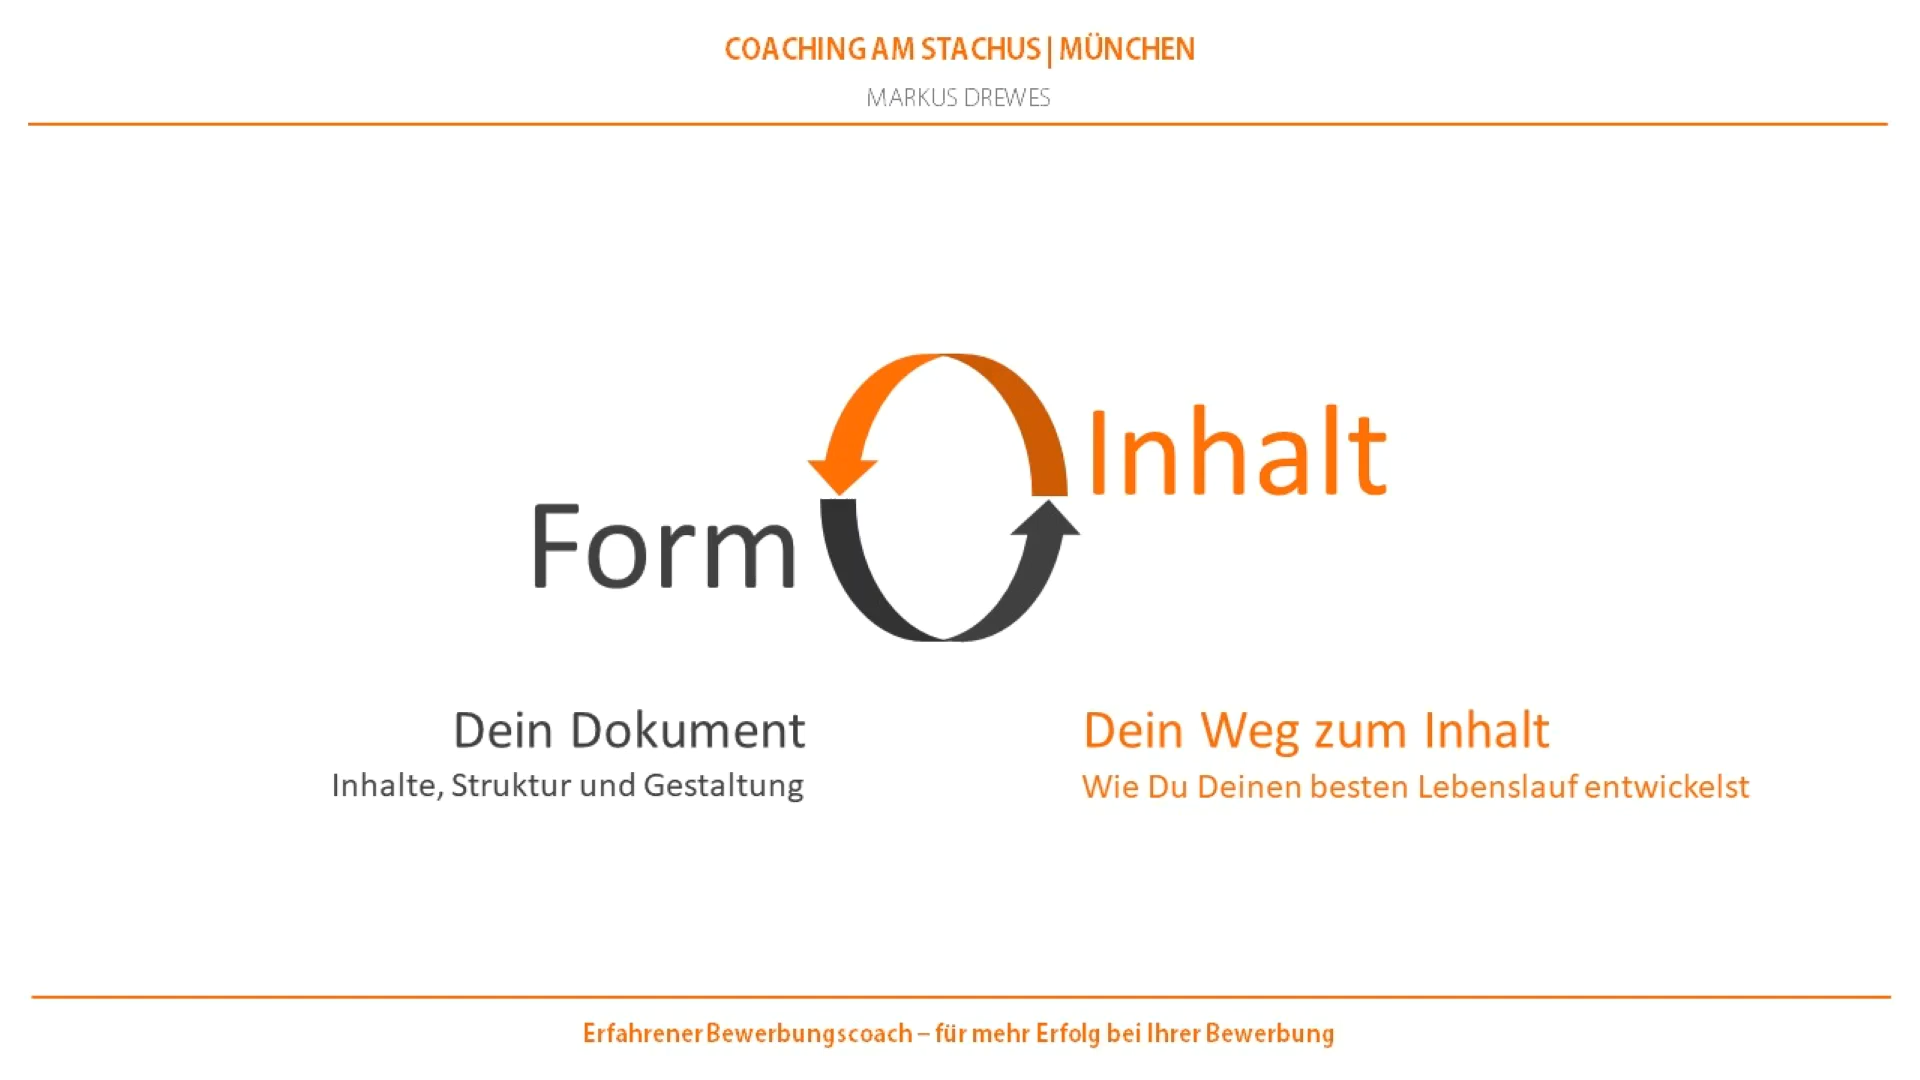 COACHING AM STACHUS | MÜNCHEN
MARKUS DREWES
Inhalt
Form
Dein Dokument
Inhalte, Struktur und Gestaltung
Dein Weg zum Inhalt
Wie Du Deinen besten Lebenslauf entwickelst
Erfahrener Bewerbungscoach – für mehr Erfolg bei Ihrer Bewerbung